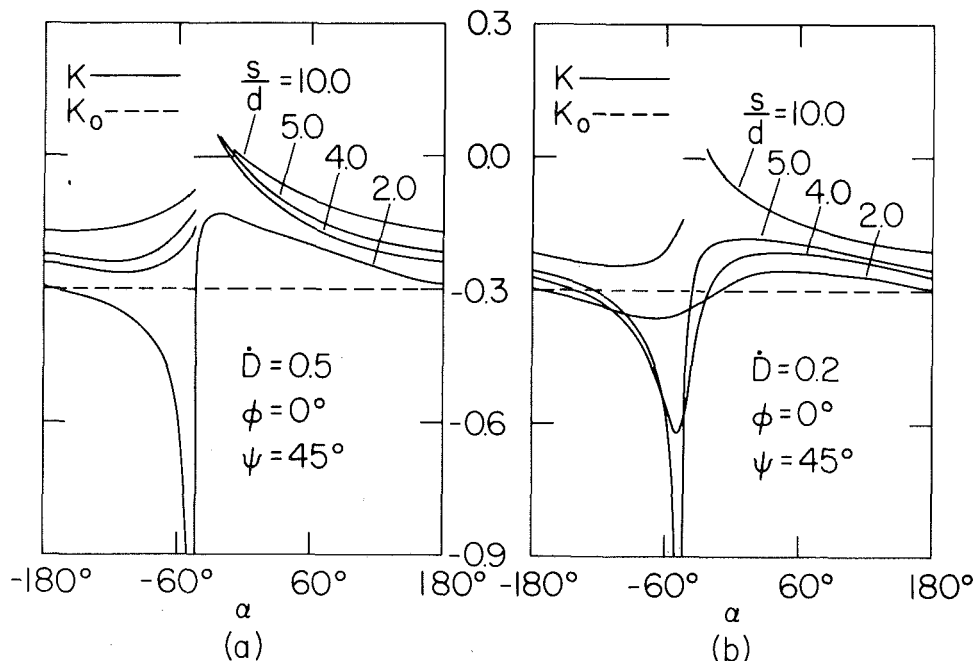 K
K₀
s/d = 10.0
5.0
4.0
2.0
Ḋ = 0.5
φ = 0°
ψ = 45°
-180°
-60°
60°
180°
α
(a)
0.3
0.0
-0.3
-0.6
-0.9
K
K₀
s/d = 10.0
5.0
4.0
2.0
Ḋ = 0.2
φ = 0°
ψ = 45°
-180°
-60°
60°
180°
α
(b)